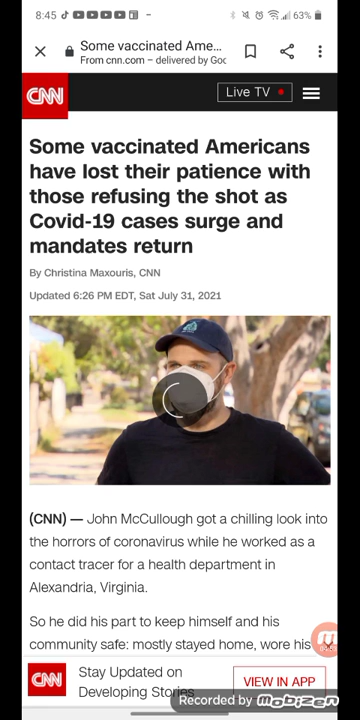 8:45
63%
Some vaccinated Ame...
From cnn.com – delivered by Goo
CNN
Live TV
Some vaccinated Americans
have lost their patience with
those refusing the shot as
Covid-19 cases surge and
mandates return
By Christina Maxouris, CNN
Updated 6:26 PM EDT, Sat July 31, 2021
(CNN) — John McCullough got a chilling look into
the horrors of coronavirus while he worked as a
contact tracer for a health department in
Alexandria, Virginia.
So he did his part to keep himself and his
community safe: mostly stayed home, wore his
CNN
Stay Updated on
Developing Stories
VIEW IN APP
Recorded by Mobizen